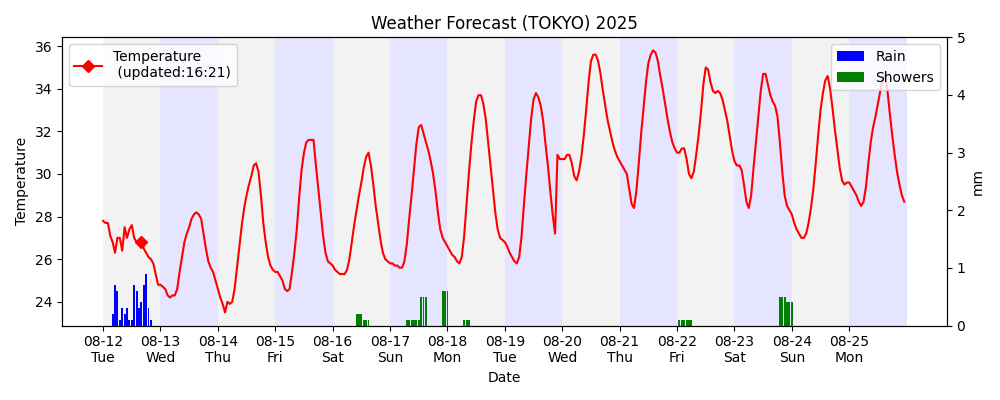 Weather Forecast (TOKYO) 2025
Temperature
(updated:16:21)
Rain
Showers
36
34
32
30
28
26
24
Temperature
5
4
3
2
1
0
mm
08-12 08-13 08-14 08-15 08-16 08-17 08-18 08-19 08-20 08-21 08-22 08-23 08-24 08-25
Tue Wed Thu Fri Sat Sun Mon Tue Wed Thu Fri Sat Sun Mon
Date